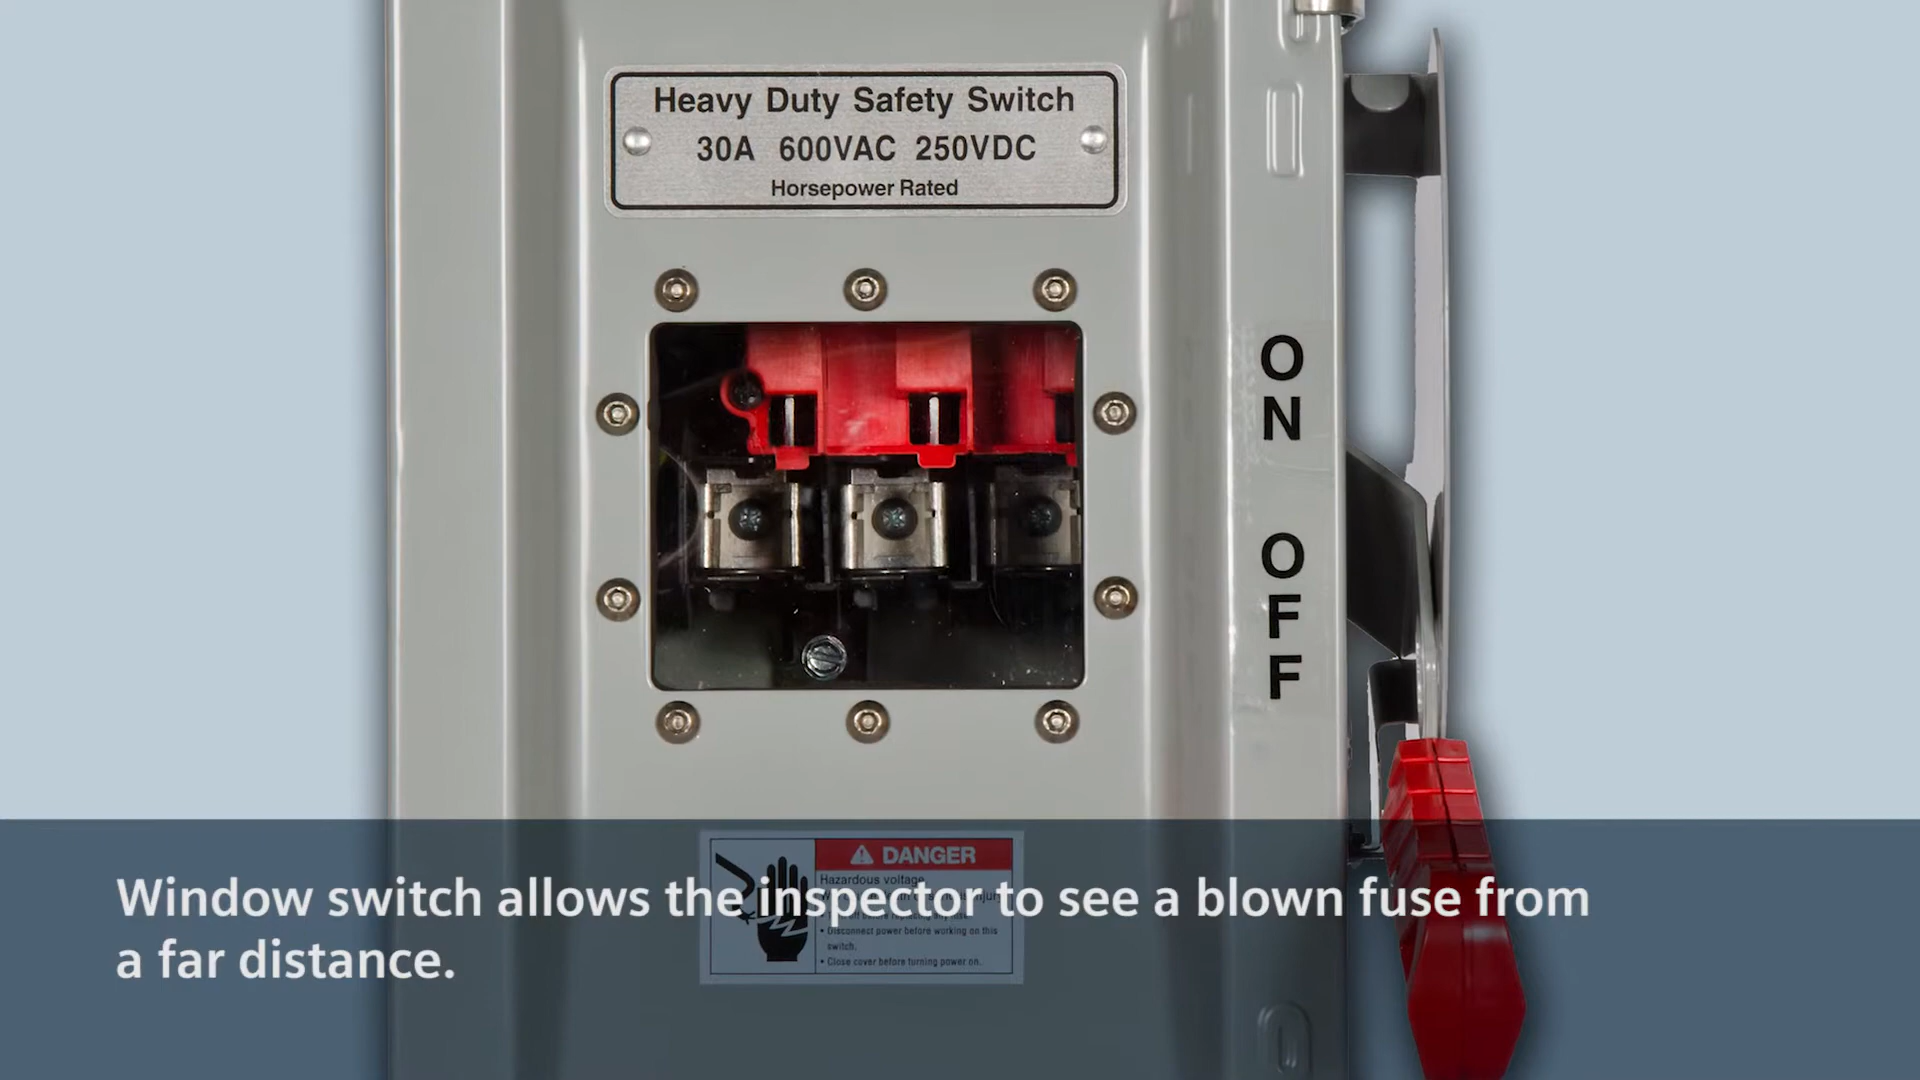 Heavy Duty Safety Switch
30A 600VAC 250VDC
Horsepower Rated
ON
OFF
DANGER
Hazardous voltage.
Window switch allows the inspector to see a blown fuse from
a far distance.
• Disconnect power before working on this
switch.
• Close cover before turning power on.